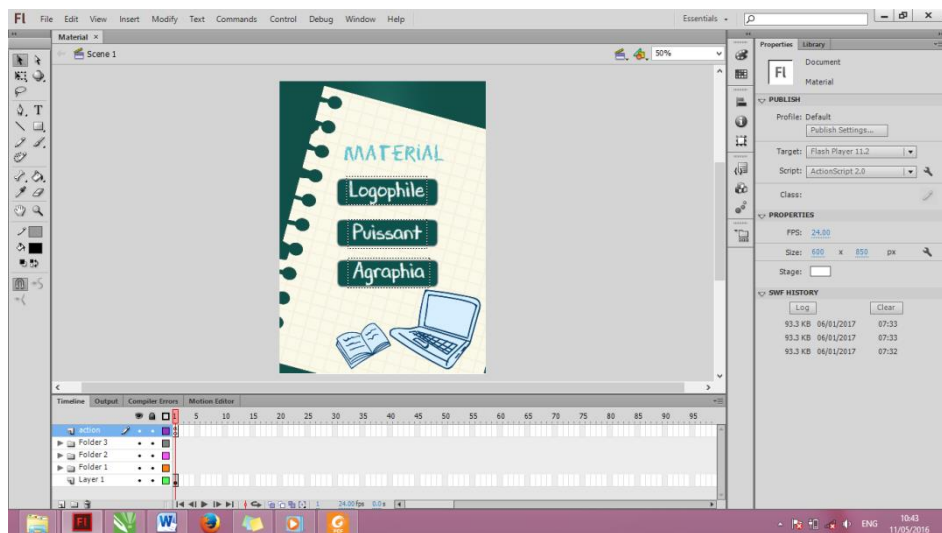 Fl File Edit View Insert Modify Text Commands Control Debug Window Help Essentials
Material ×
Scene 1 50%
MATERIAL
Logophile
Puissant
Agraphia
Properties Library
Fl Document
Material
PUBLISH
Profile: Default
Publish Settings...
Target: Flash Player 11.2
Script: ActionScript 2.0
Class:
PROPERTIES
FPS: 24.00
Size: 600 x 850 px
Stage:
SWF HISTORY
Log Clear
93.3 KB 06/01/2017 07:33
93.3 KB 06/01/2017 07:33
93.3 KB 06/01/2017 07:32
Timeline Output Compiler Errors Motion Editor
1 5 10 15 20 25 30 35 40 45 50 55 60 65 70 75 80 85 90 95
action
Folder 3
Folder 2
Folder 1
Layer 1
1 24.00 fps 0.0 s
Fl N W G ENG 10:43
11/05/2016